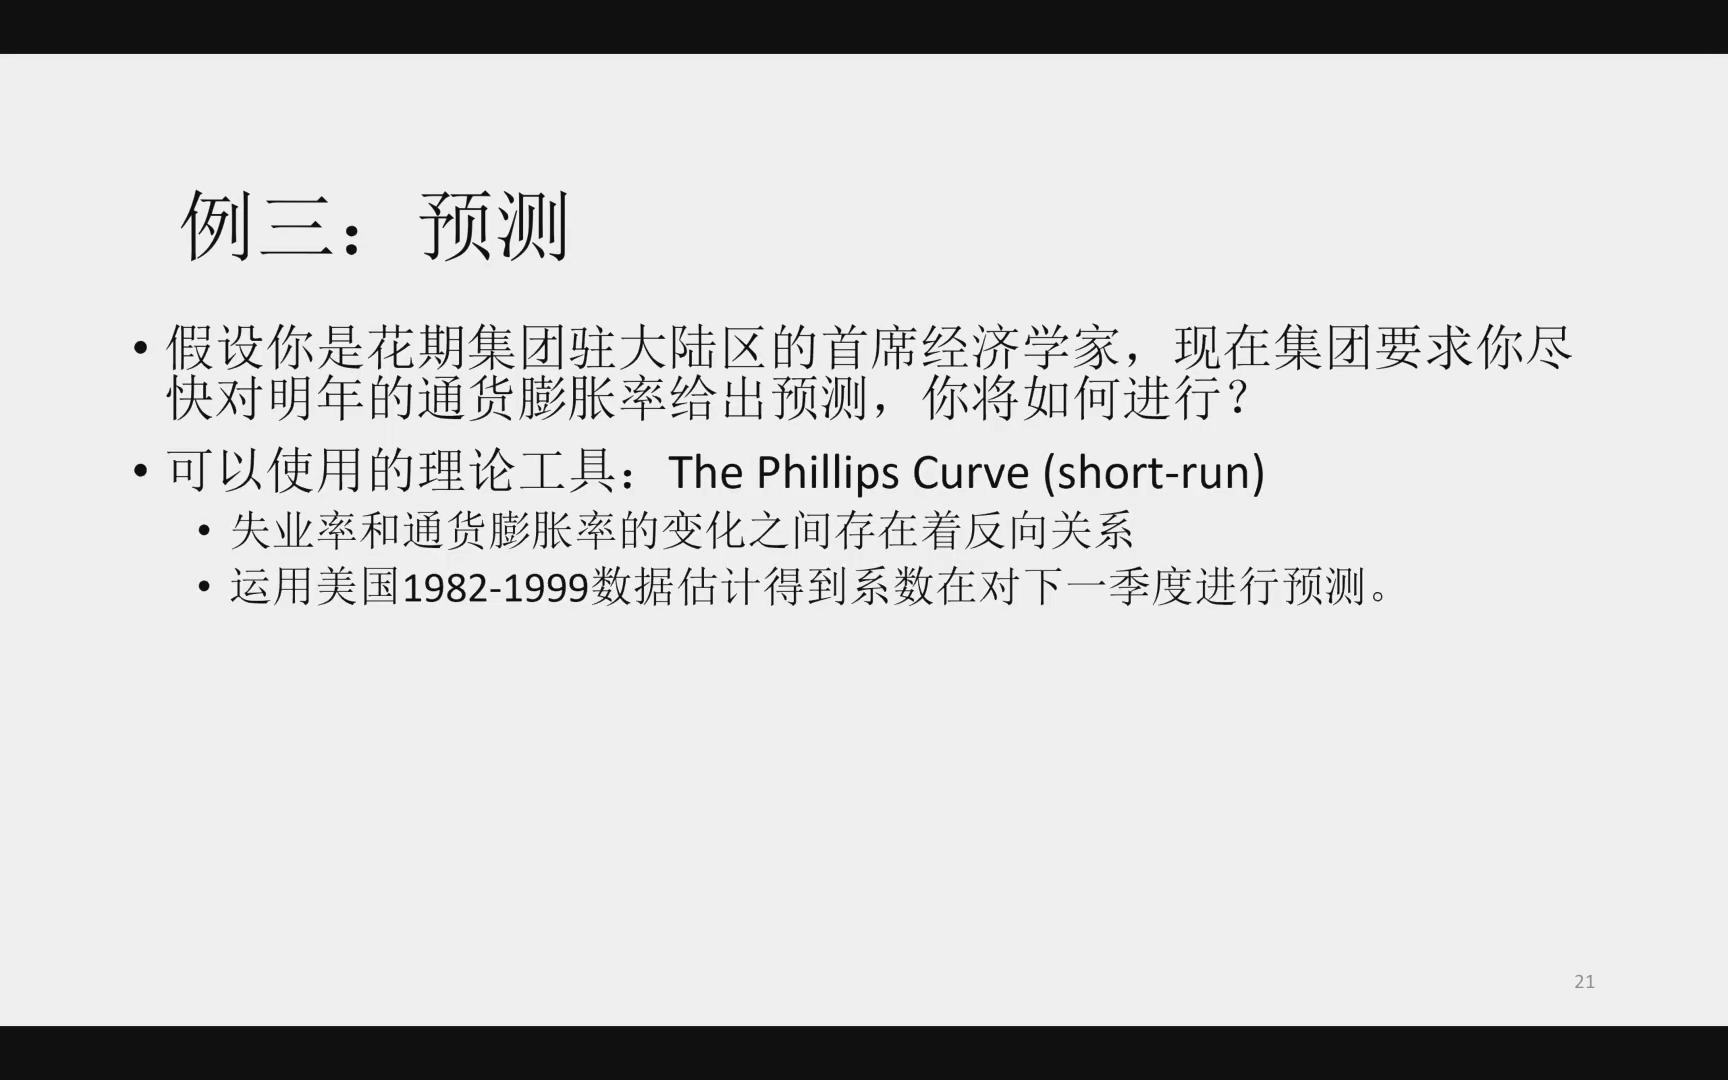 例三：预测
• 假设你是花期集团驻大陆区的首席经济学家，现在集团要求你尽
快对明年的通货膨胀率给出预测，你将如何进行？
• 可以使用的理论工具：The Phillips Curve (short-run)
• 失业率和通货膨胀率的变化之间存在着反向关系
• 运用美国1982-1999数据估计得到系数在对下一季度进行预测。
21